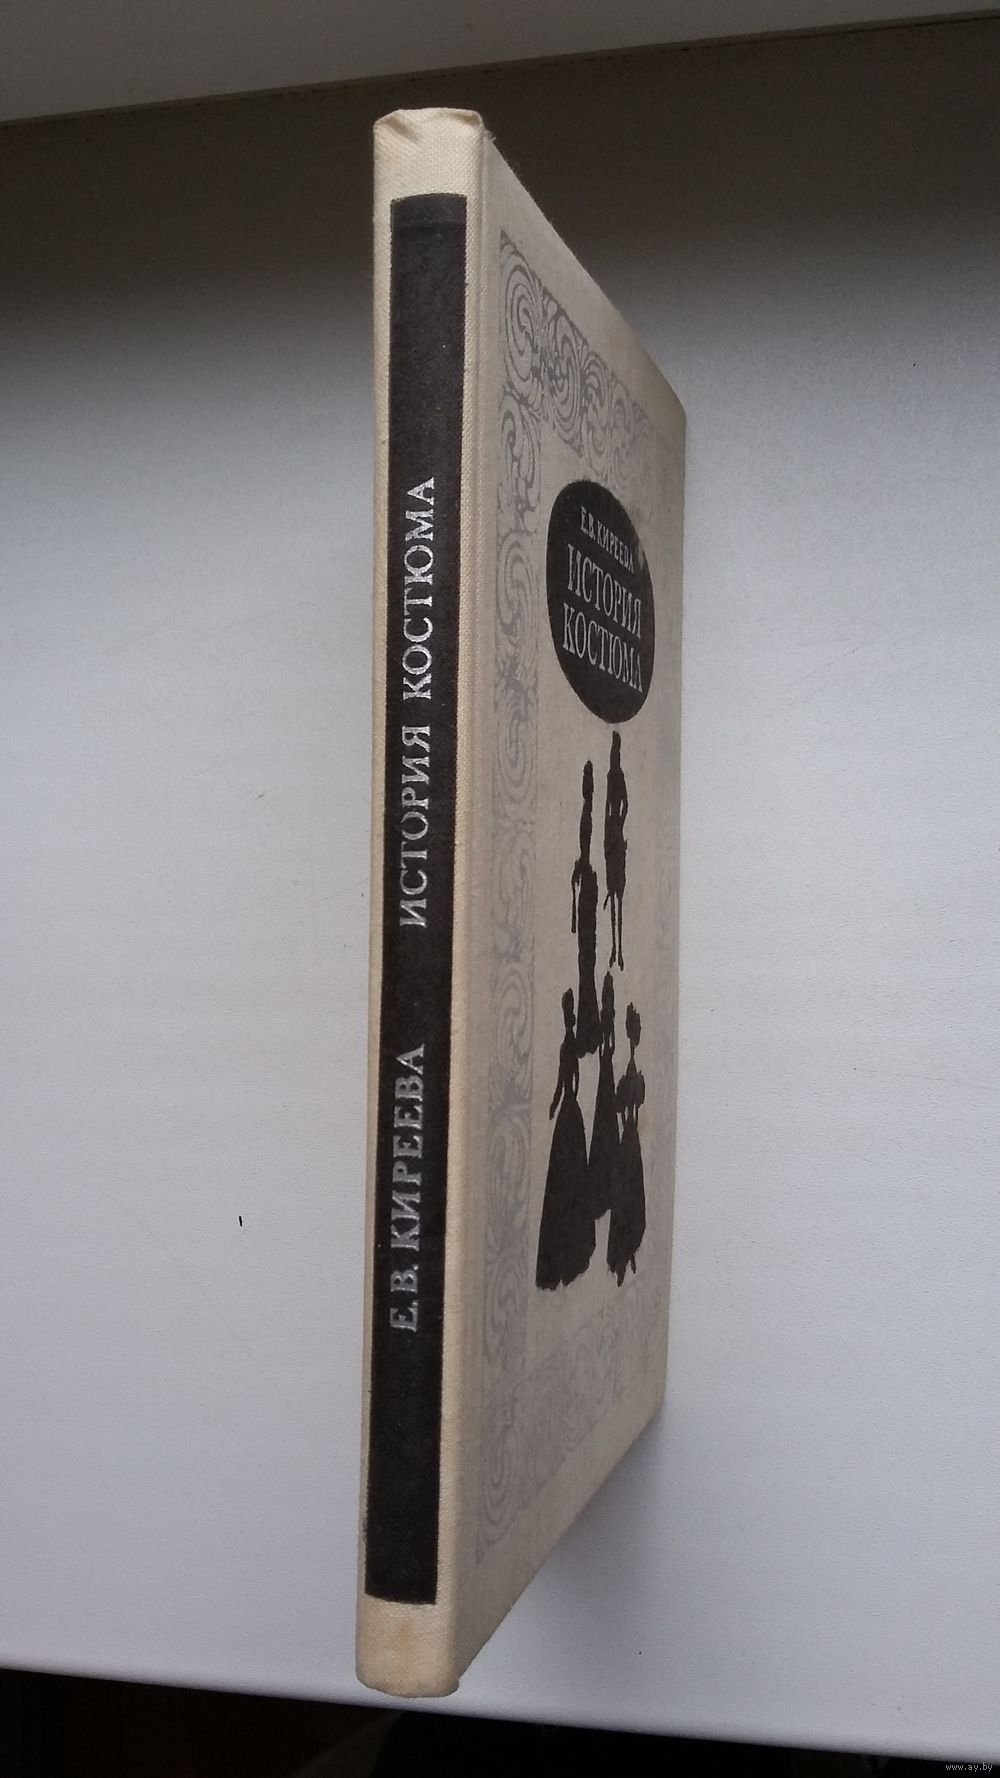 Е. В. КИРЕЕВА ИСТОРИЯ КОСТЮМА
Е.В. КИРЕЕВА
ИСТОРИЯ
КОСТЮМА
www.ay.by